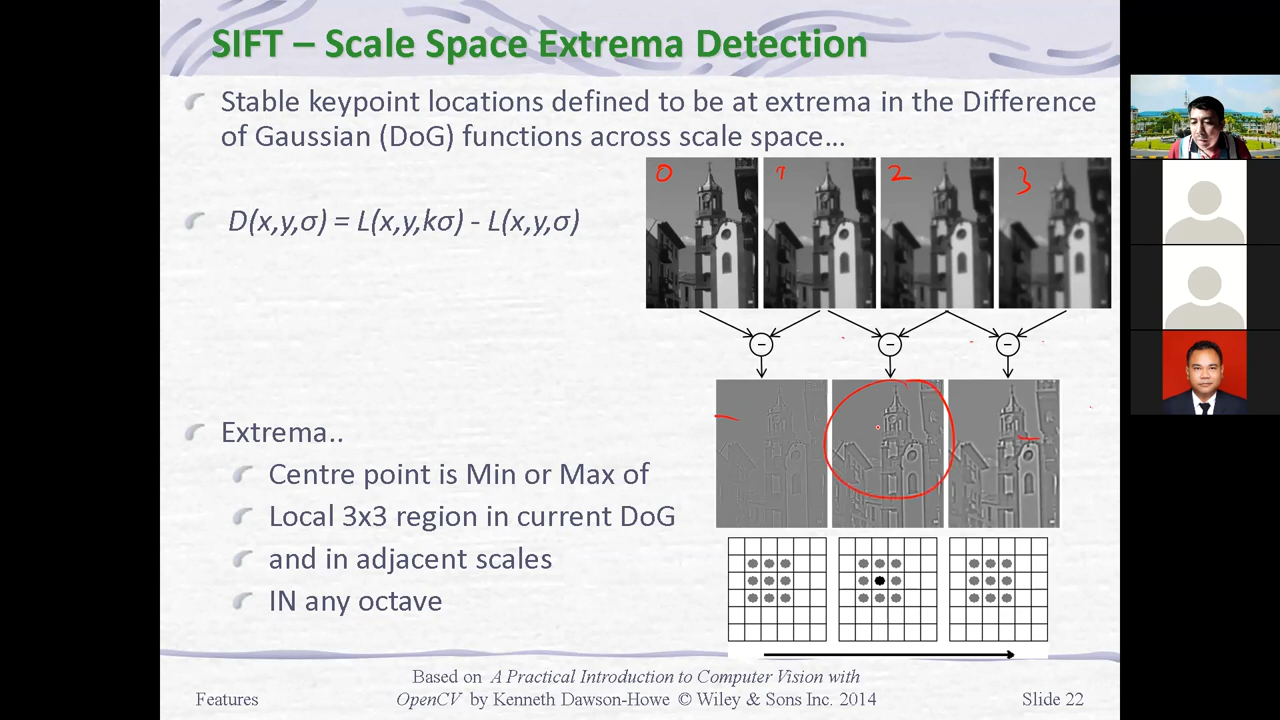 SIFT – Scale Space Extrema Detection
Stable keypoint locations defined to be at extrema in the Difference
of Gaussian (DoG) functions across scale space…
0 1 2 3
D(x,y,σ) = L(x,y,kσ) - L(x,y,σ)
- - -
Extrema..
Centre point is Min or Max of
Local 3x3 region in current DoG
and in adjacent scales
IN any octave
Based on A Practical Introduction to Computer Vision with
Features OpenCV by Kenneth Dawson-Howe © Wiley & Sons Inc. 2014 Slide 22